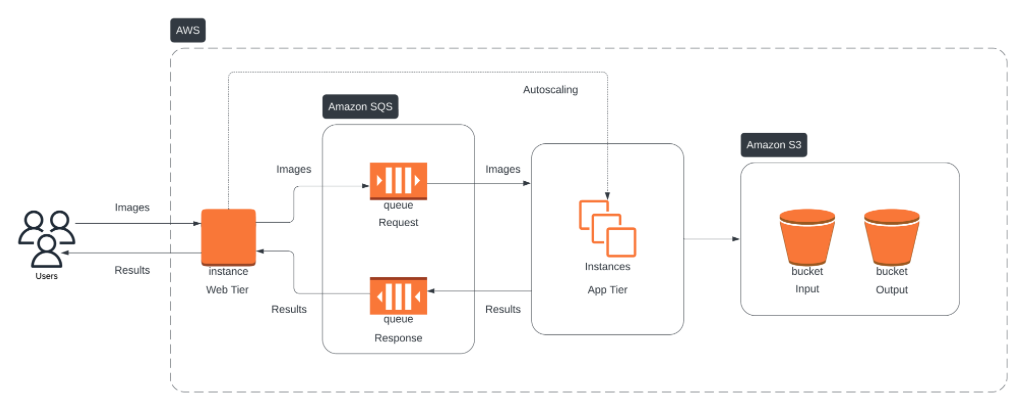 AWS
Autoscaling
Amazon SQS
Amazon S3
Images
Images
queue
Request
Images
Users
Results
instance
Web Tier
Results
queue
Response
Results
Instances
App Tier
bucket
Input
bucket
Output